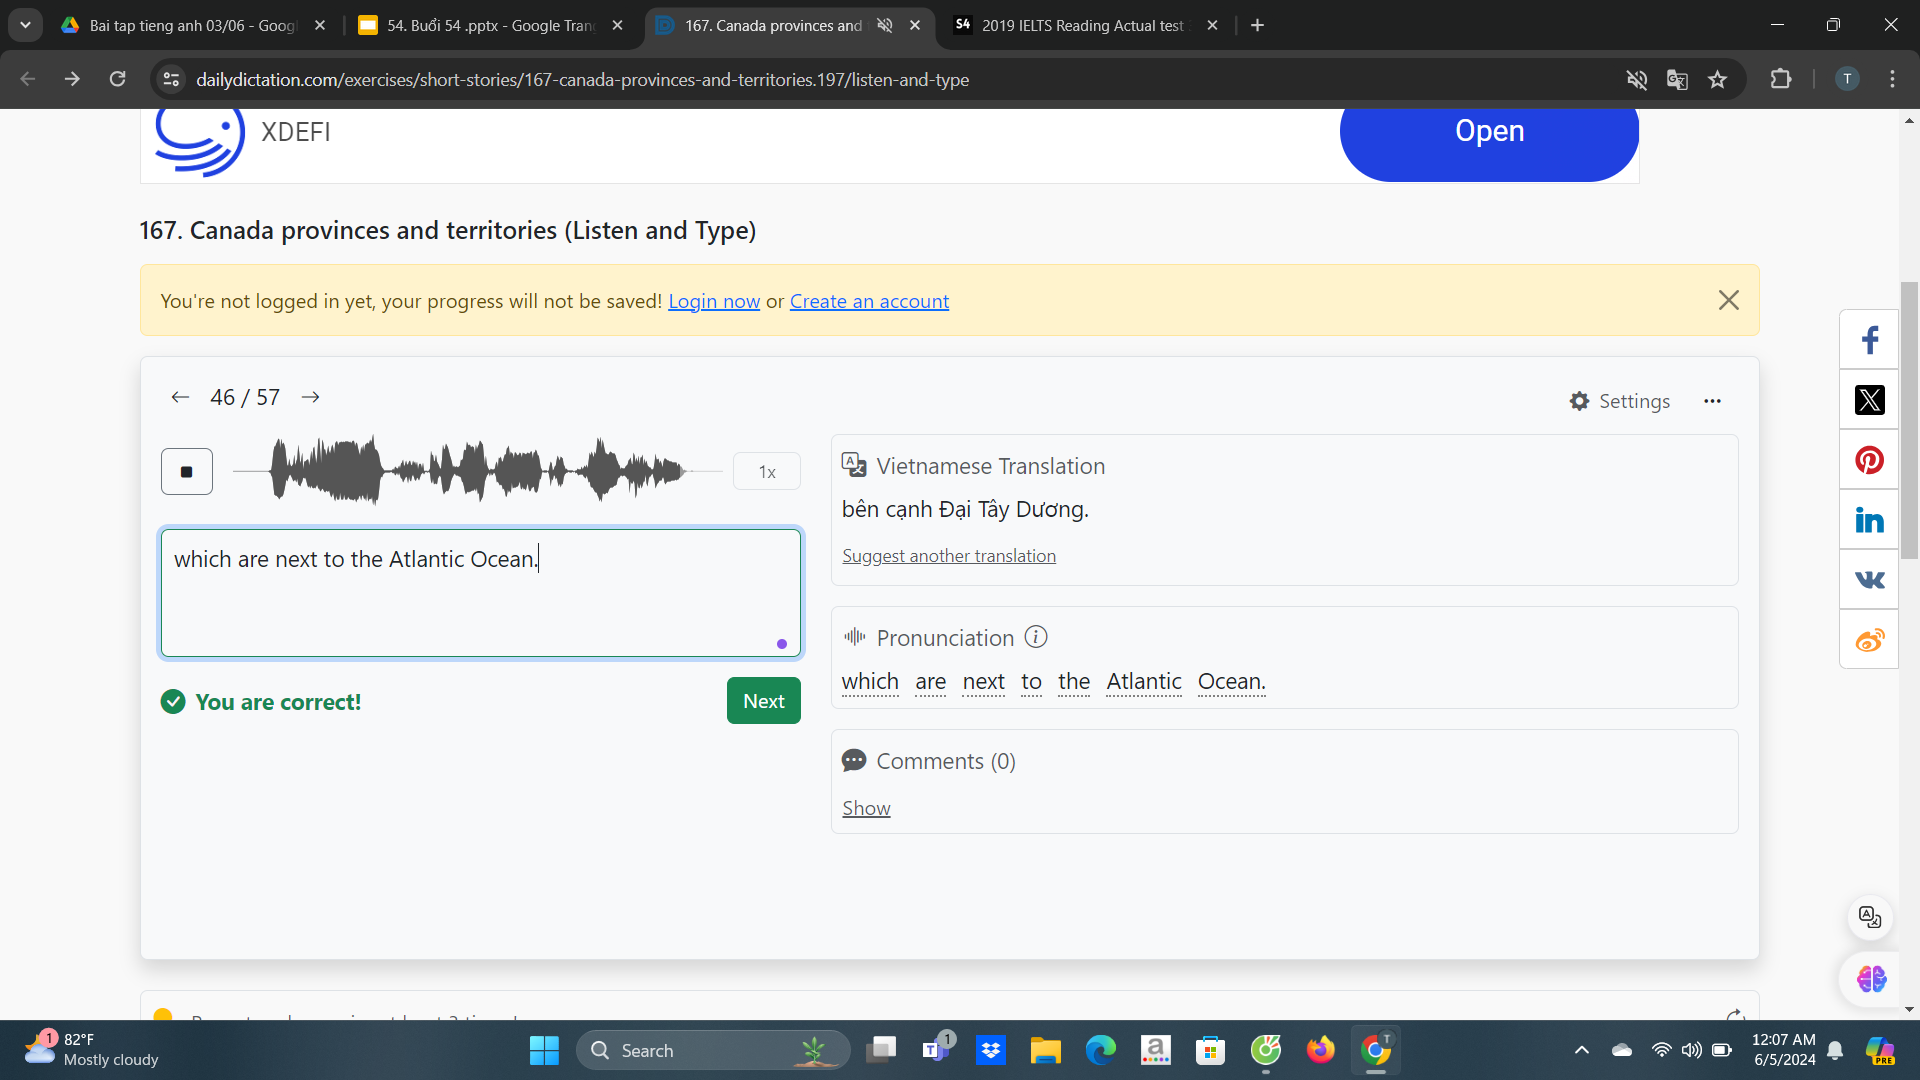 Bai tap tieng anh 03/06 - Googl
54. Buổi 54 .pptx - Google Tran
167. Canada provinces and
S4 2019 IELTS Reading Actual test
dailydictation.com/exercises/short-stories/167-canada-provinces-and-territories.197/listen-and-type
T
XDEFI
Open
167. Canada provinces and territories (Listen and Type)
You're not logged in yet, your progress will not be saved! Login now or Create an account
46 / 57
Settings
1x
which are next to the Atlantic Ocean.
You are correct!
Next
Vietnamese Translation
bên cạnh Đại Tây Dương.
Suggest another translation
Pronunciation
which are next to the Atlantic Ocean.
Comments (0)
Show
1
82°F
Mostly cloudy
Search
1
T
12:07 AM
6/5/2024
PRE